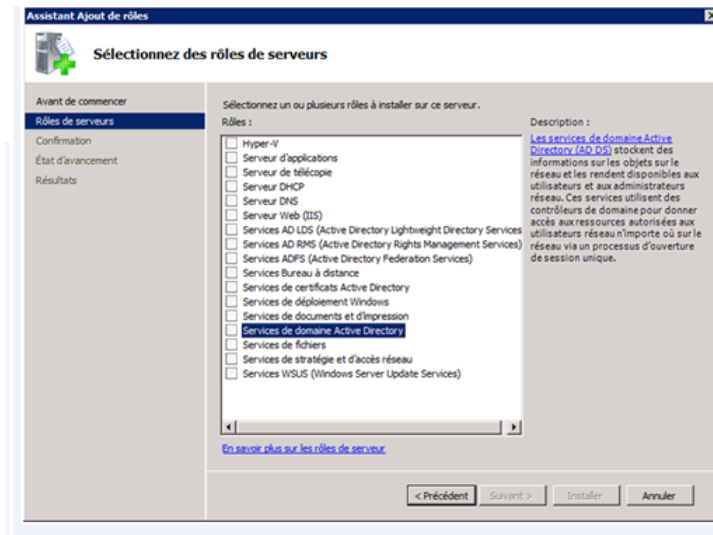 Assistant Ajout de rôles
Sélectionnez des rôles de serveurs
Avant de commencer
Rôles de serveurs
Confirmation
État d'avancement
Résultats
Sélectionnez un ou plusieurs rôles à installer sur ce serveur.
Rôles :
Hyper-V
Serveur d'applications
Serveur de télécopie
Serveur DHCP
Serveur DNS
Serveur Web (IIS)
Services AD LDS (Active Directory Lightweight Directory Services
Services AD RMS (Active Directory Rights Management Services)
Services ADFS (Active Directory Federation Services)
Services Bureau à distance
Services de certificats Active Directory
Services de déploiement Windows
Services de documents et d'impression
Services de domaine Active Directory
Services de fichiers
Services de stratégie et d'accès réseau
Services WSUS (Windows Server Update Services)
En savoir plus sur les rôles de serveur
Description :
Les services de domaine Active
Directory (AD DS) stockent des
informations sur les objets sur le
réseau et les rendent disponibles aux
utilisateurs et aux administrateurs
réseau. Ces services utilisent des
contrôleurs de domaine pour donner
accès aux ressources autorisées aux
utilisateurs réseau n'importe où sur le
réseau via un processus d'ouverture
de session unique.
< Précédent
Suivant >
Installer
Annuler